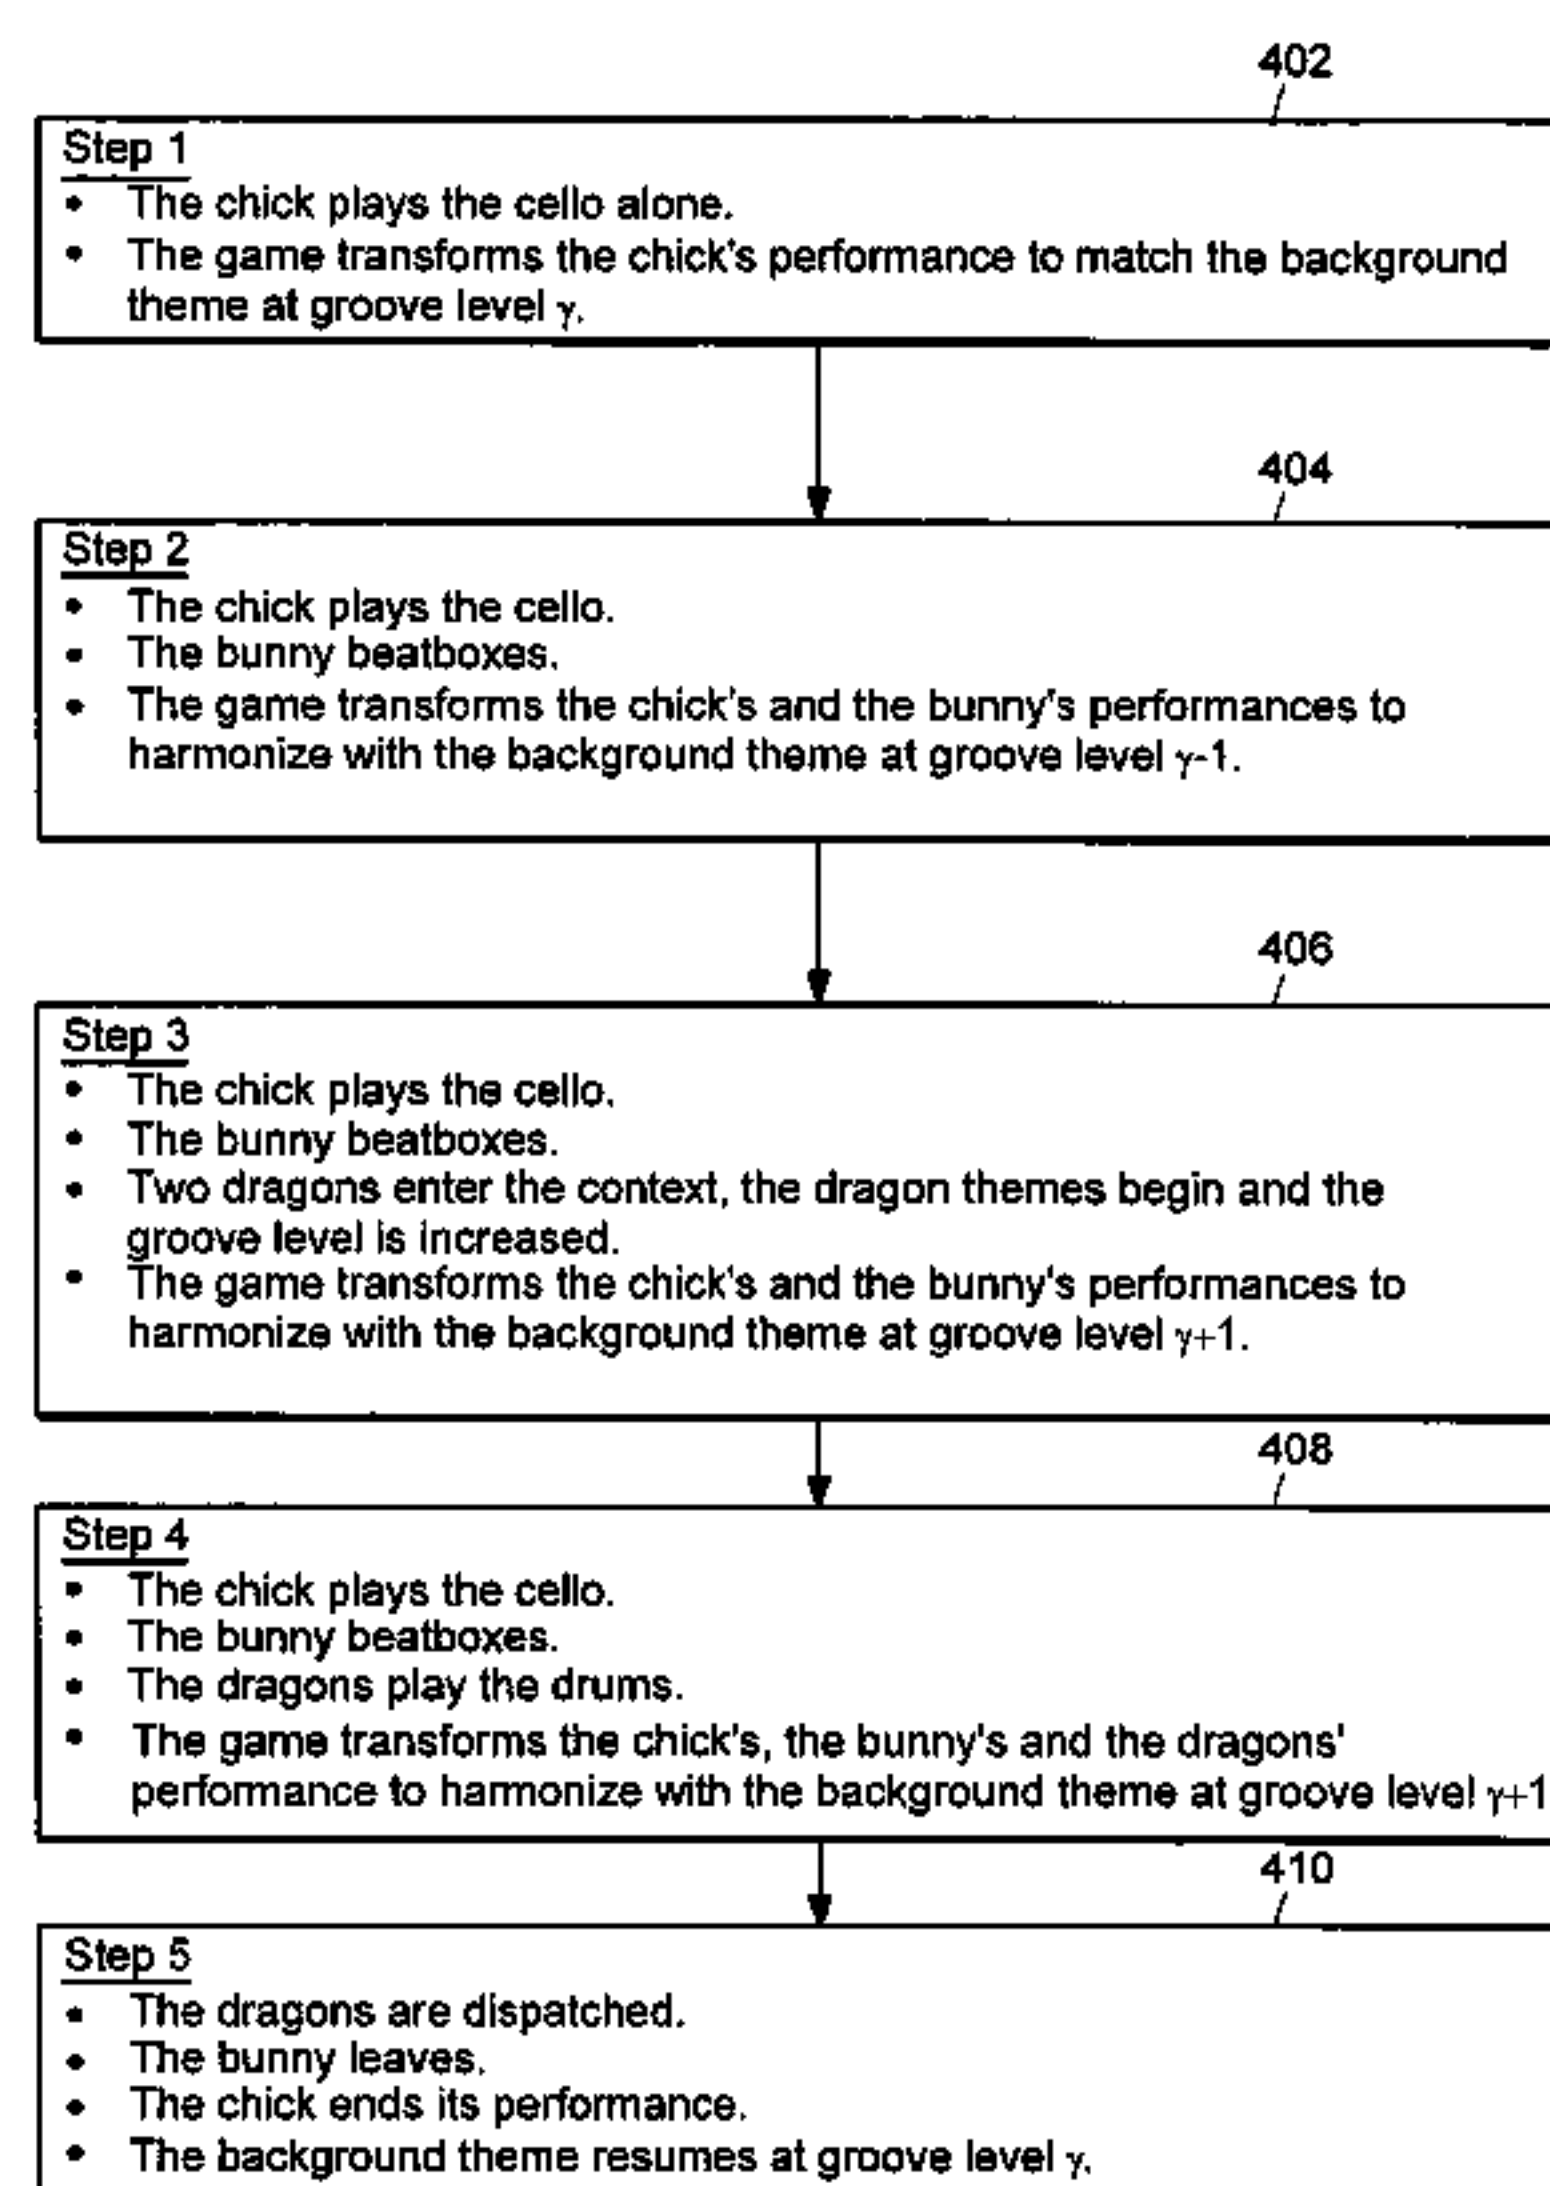 402
Step 1
• The chick plays the cello alone.
• The game transforms the chick's performance to match the background
theme at groove level γ.
404
Step 2
• The chick plays the cello.
• The bunny beatboxes.
• The game transforms the chick's and the bunny's performances to
harmonize with the background theme at groove level γ-1.
406
Step 3
• The chick plays the cello.
• The bunny beatboxes.
• Two dragons enter the context, the dragon themes begin and the
groove level is increased.
• The game transforms the chick's and the bunny's performances to
harmonize with the background theme at groove level γ+1.
408
Step 4
• The chick plays the cello.
• The bunny beatboxes.
• The dragons play the drums.
• The game transforms the chick's, the bunny's and the dragons'
performance to harmonize with the background theme at groove level γ+1
410
Step 5
• The dragons are dispatched.
• The bunny leaves.
• The chick ends its performance.
• The background theme resumes at groove level γ.